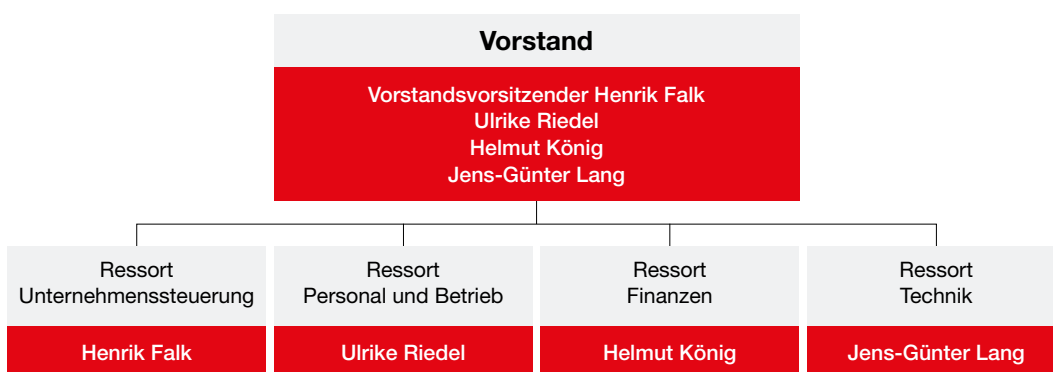 Vorstand
Vorstandsvorsitzender Henrik Falk
Ulrike Riedel
Helmut König
Jens-Günter Lang
Ressort
Unternehmenssteuerung
Henrik Falk
Ressort
Personal und Betrieb
Ulrike Riedel
Ressort
Finanzen
Helmut König
Ressort
Technik
Jens-Günter Lang